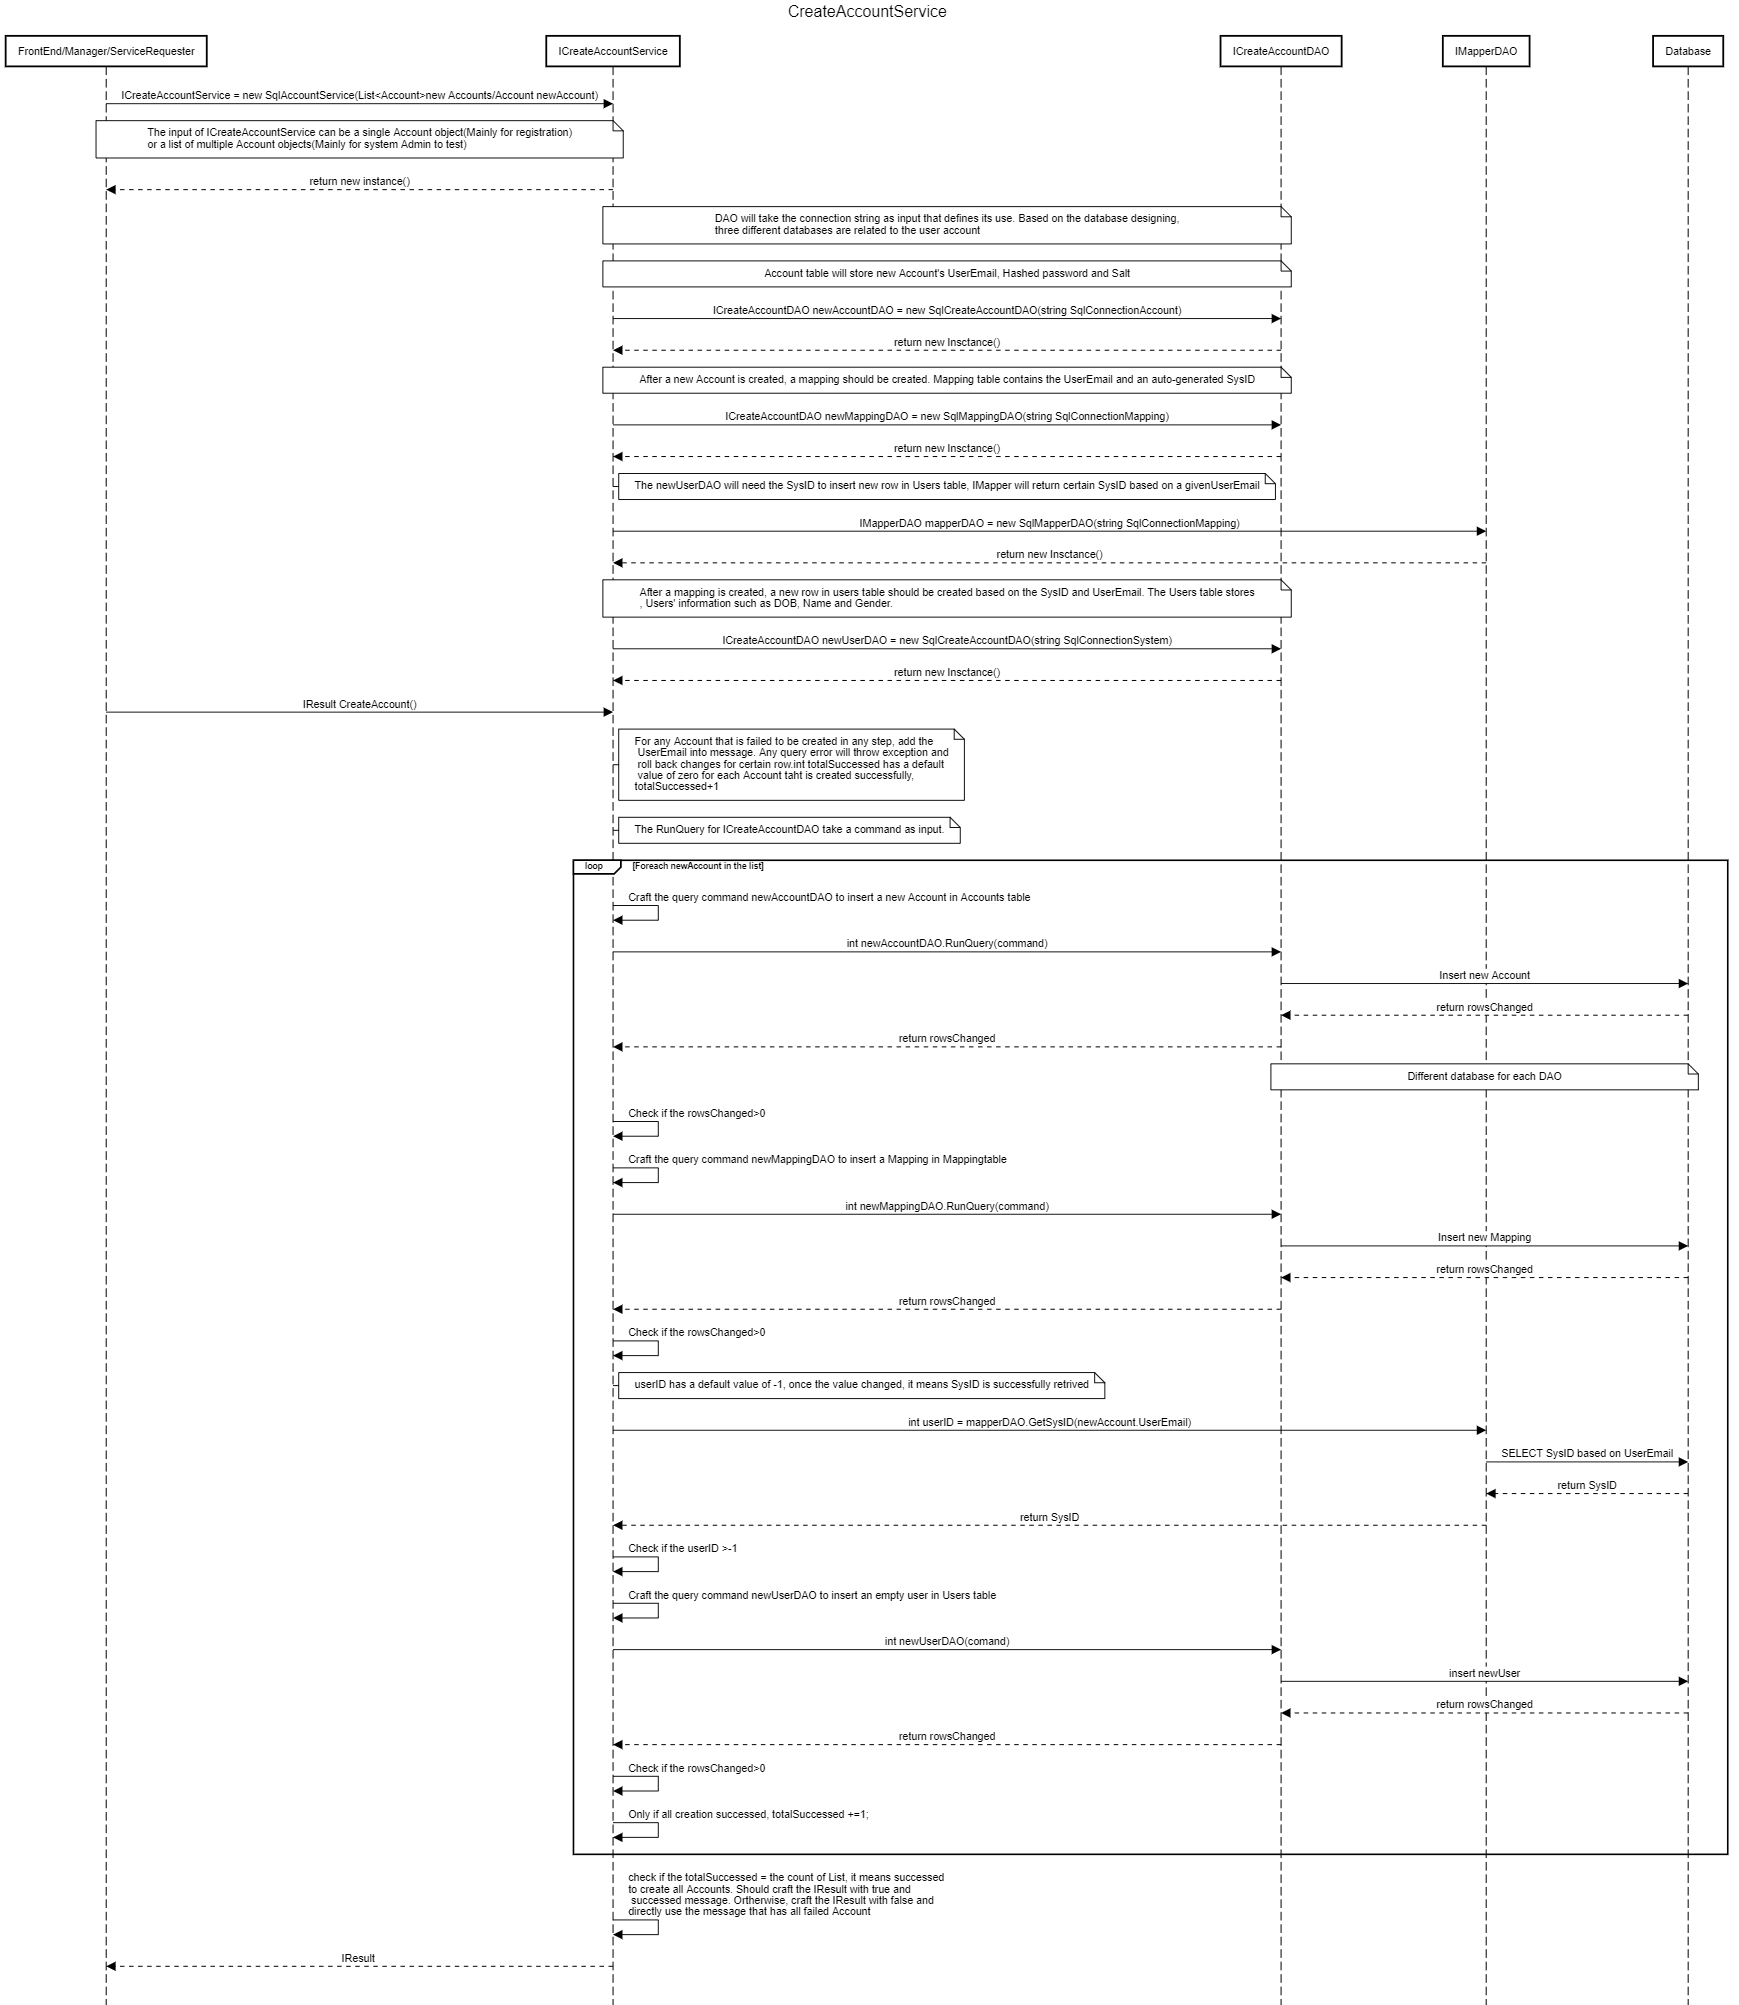 CreateAccountService
FrontEnd/Manager/ServiceRequester
ICreateAccountService
ICreateAccountDAO
IMapperDAO
Database
ICreateAccountService = new SqlAccountService(List<Account>new Accounts/Account newAccount)
The input of ICreateAccountService can be a single Account object(Mainly for registration)
or a list of multiple Account objects(Mainly for system Admin to test)
return new instance()
DAO will take the connection string as input that defines its use. Based on the database designing,
three different databases are related to the user account
Account table will store new Account's UserEmail, Hashed password and Salt
ICreateAccountDAO newAccountDAO = new SqlCreateAccountDAO(string SqlConnectionAccount)
return new Insctance()
After a new Account is created, a mapping should be created. Mapping table contains the UserEmail and an auto-generated SysID
ICreateAccountDAO newMappingDAO = new SqlMappingDAO(string SqlConnectionMapping)
return new Insctance()
The newUserDAO will need the SysID to insert new row in Users table, IMapper will return certain SysID based on a givenUserEmail
IMapperDAO mapperDAO = new SqlMapperDAO(string SqlConnectionMapping)
return new Insctance()
After a mapping is created, a new row in users table should be created based on the SysID and UserEmail. The Users table stores
, Users' information such as DOB, Name and Gender.
ICreateAccountDAO newUserDAO = new SqlCreateAccountDAO(string SqlConnectionSystem)
return new Insctance()
IResult CreateAccount()
For any Account that is failed to be created in any step, add the
UserEmail into message. Any query error will throw exception and
roll back changes for certain row.int totalSuccessed has a default
value of zero for each Account taht is created successfully,
totalSuccessed+1
The RunQuery for ICreateAccountDAO take a command as input.
loop
[Foreach newAccount in the list]
Craft the query command newAccountDAO to insert a new Account in Accounts table
int newAccountDAO.RunQuery(command)
Insert new Account
return rowsChanged
return rowsChanged
Different database for each DAO
Check if the rowsChanged>0
Craft the query command newMappingDAO to insert a Mapping in Mappingtable
int newMappingDAO.RunQuery(command)
Insert new Mapping
return rowsChanged
return rowsChanged
Check if the rowsChanged>0
userID has a default value of -1, once the value changed, it means SysID is successfully retrived
int userID = mapperDAO.GetSysID(newAccount.UserEmail)
SELECT SysID based on UserEmail
return SysID
return SysID
Check if the userID >-1
Craft the query command newUserDAO to insert an empty user in Users table
int newUserDAO(comand)
insert newUser
return rowsChanged
return rowsChanged
Check if the rowsChanged>0
Only if all creation successed, totalSuccessed +=1;
check if the totalSuccessed = the count of List, it means successed
to create all Accounts. Should craft the IResult with true and
successed message. Ortherwise, craft the IResult with false and
directly use the message that has all failed Account
IResult